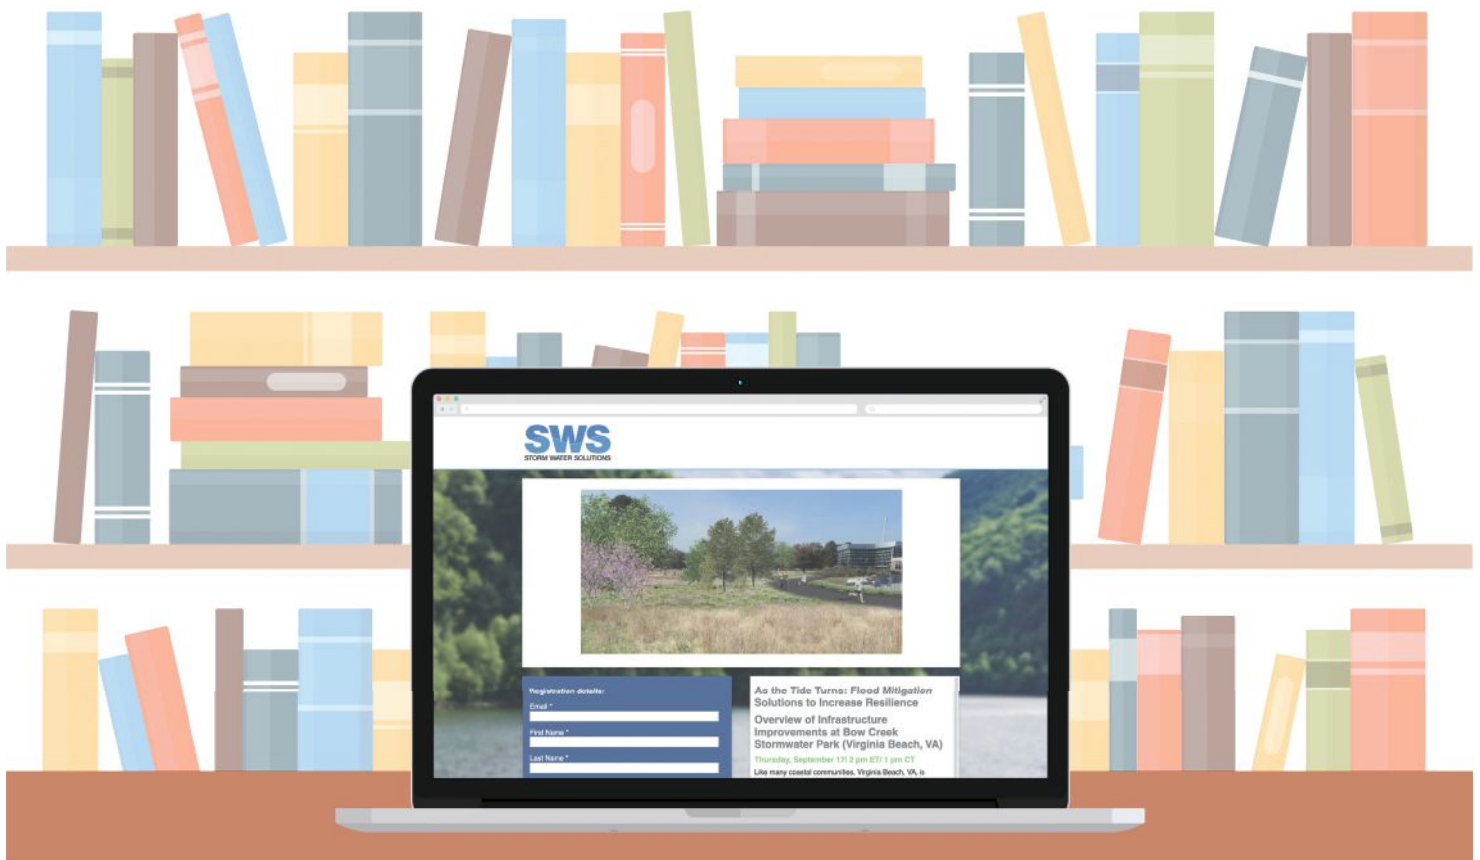 SWS
STORM WATER SOLUTIONS
Registration details:
Email *
First Name *
Last Name *
As the Tide Turns: Flood Mitigation
Solutions to Increase Resilience
Overview of Infrastructure
Improvements at Bow Creek
Stormwater Park (Virginia Beach, VA)
Thursday, September 17/ 2 pm ET/ 1 pm CT
Like many coastal communities, Virginia Beach, VA, is